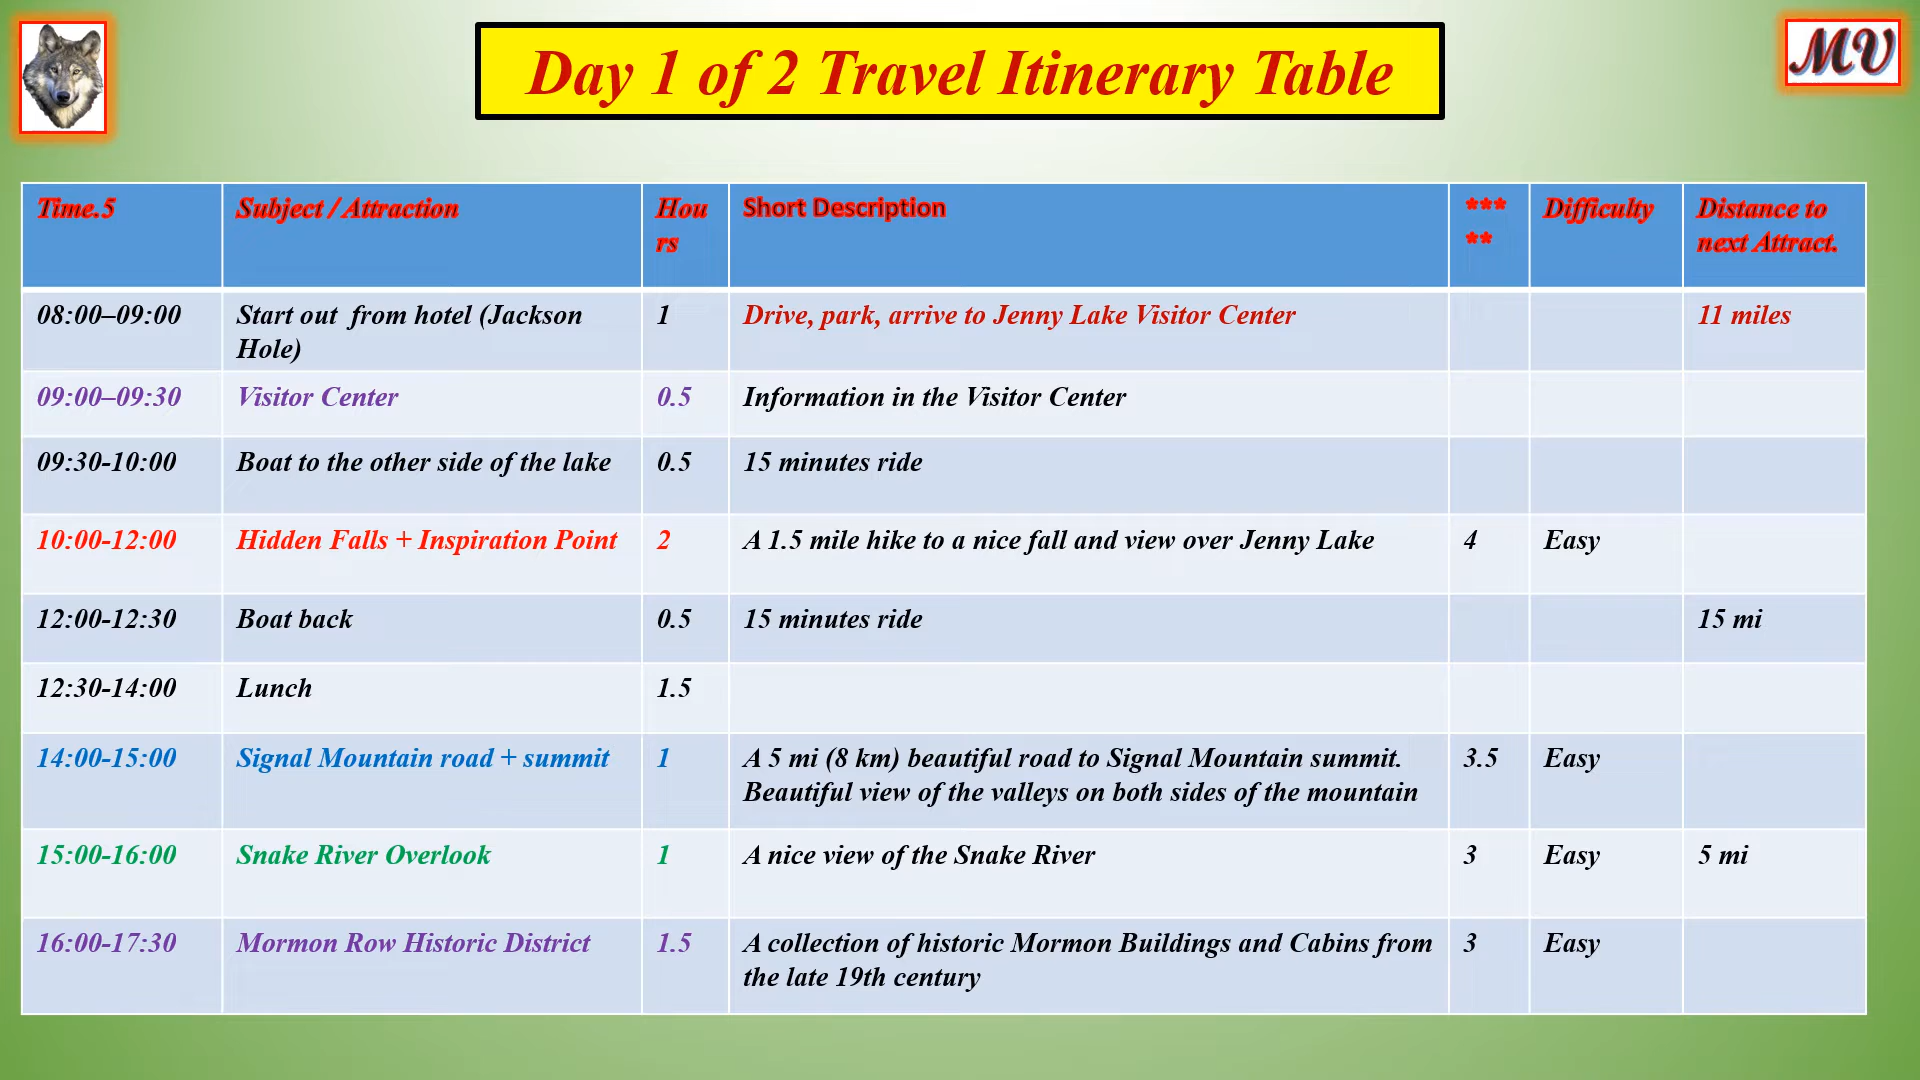 Day 1 of 2 Travel Itinerary Table
MV
Time.5 Subject / Attraction Hou Short Description *** Difficulty Distance to
rs ** next Attract.
08:00–09:00 Start out from hotel (Jackson 1 Drive, park, arrive to Jenny Lake Visitor Center 11 miles
Hole)
09:00–09:30 Visitor Center 0.5 Information in the Visitor Center
09:30-10:00 Boat to the other side of the lake 0.5 15 minutes ride
10:00-12:00 Hidden Falls + Inspiration Point 2 A 1.5 mile hike to a nice fall and view over Jenny Lake 4 Easy
12:00-12:30 Boat back 0.5 15 minutes ride 15 mi
12:30-14:00 Lunch 1.5
14:00-15:00 Signal Mountain road + summit 1 A 5 mi (8 km) beautiful road to Signal Mountain summit. 3.5 Easy
Beautiful view of the valleys on both sides of the mountain
15:00-16:00 Snake River Overlook 1 A nice view of the Snake River 3 Easy 5 mi
16:00-17:30 Mormon Row Historic District 1.5 A collection of historic Mormon Buildings and Cabins from 3 Easy
the late 19th century